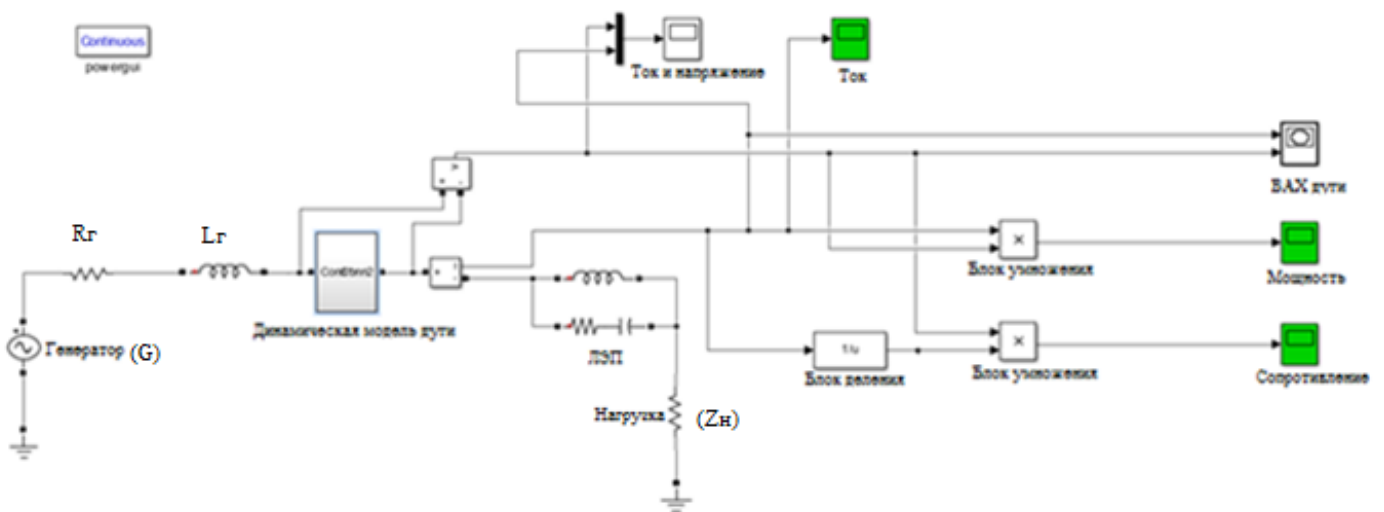 Continuous
powergui
Ток и напряжение
Ток
ВАХ дуги
Rг
Lг
Блок умножения
Мощность
Динамическая модель дуги
Генератор (G)
ЛЭП
1/u
Блок деления
Блок умножения
Сопротивление
Нагрузка (Zн)